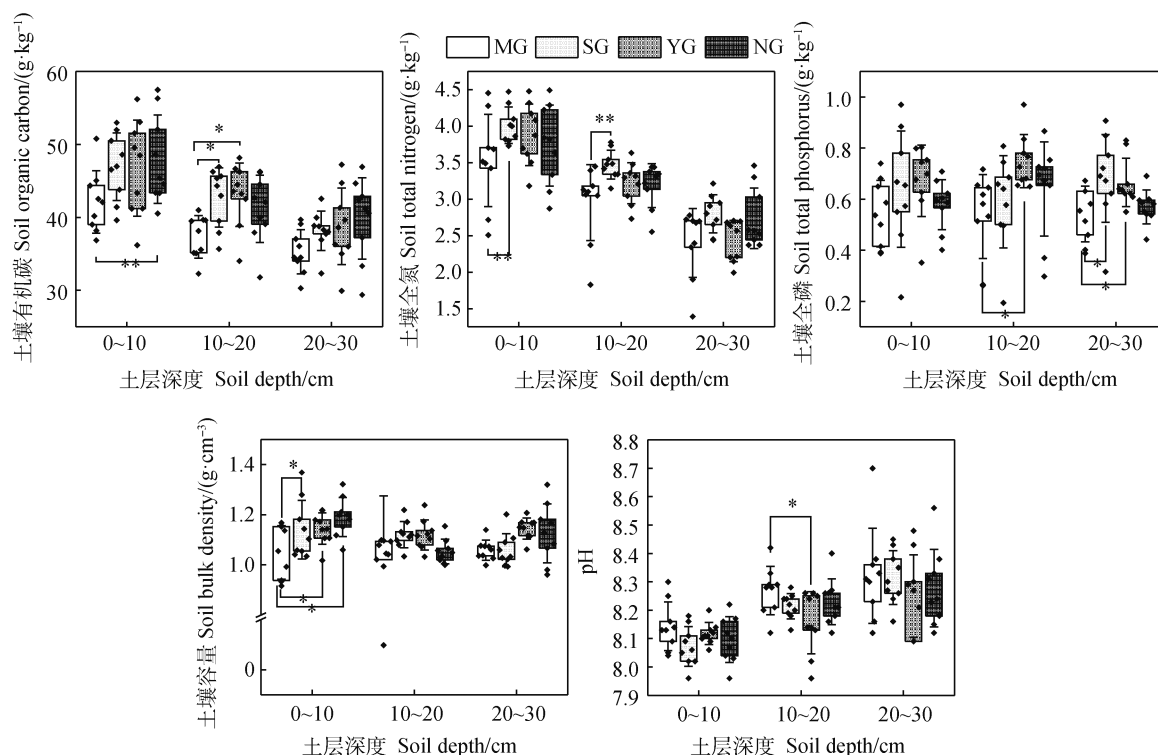 MG SG YG NG
土壤有机碳 Soil organic carbon/(g·kg⁻¹)
60
50
40
30
*
*
**
0~10 10~20 20~30
土层深度 Soil depth/cm
土壤全氮 Soil total nitrogen/(g·kg⁻¹)
4.5
4.0
3.5
3.0
2.5
2.0
1.5
**
**
0~10 10~20 20~30
土层深度 Soil depth/cm
土壤全磷 Soil total phosphorus/(g·kg⁻¹)
1.0
0.8
0.6
0.4
0.2
*
*
*
0~10 10~20 20~30
土层深度 Soil depth/cm
土壤容量 Soil bulk density/(g·cm⁻³)
1.4
1.2
1.0
0
*
*
*
0~10 10~20 20~30
土层深度 Soil depth/cm
pH
8.8
8.7
8.6
8.5
8.4
8.3
8.2
8.1
8.0
7.9
*
0~10 10~20 20~30
土层深度 Soil depth/cm